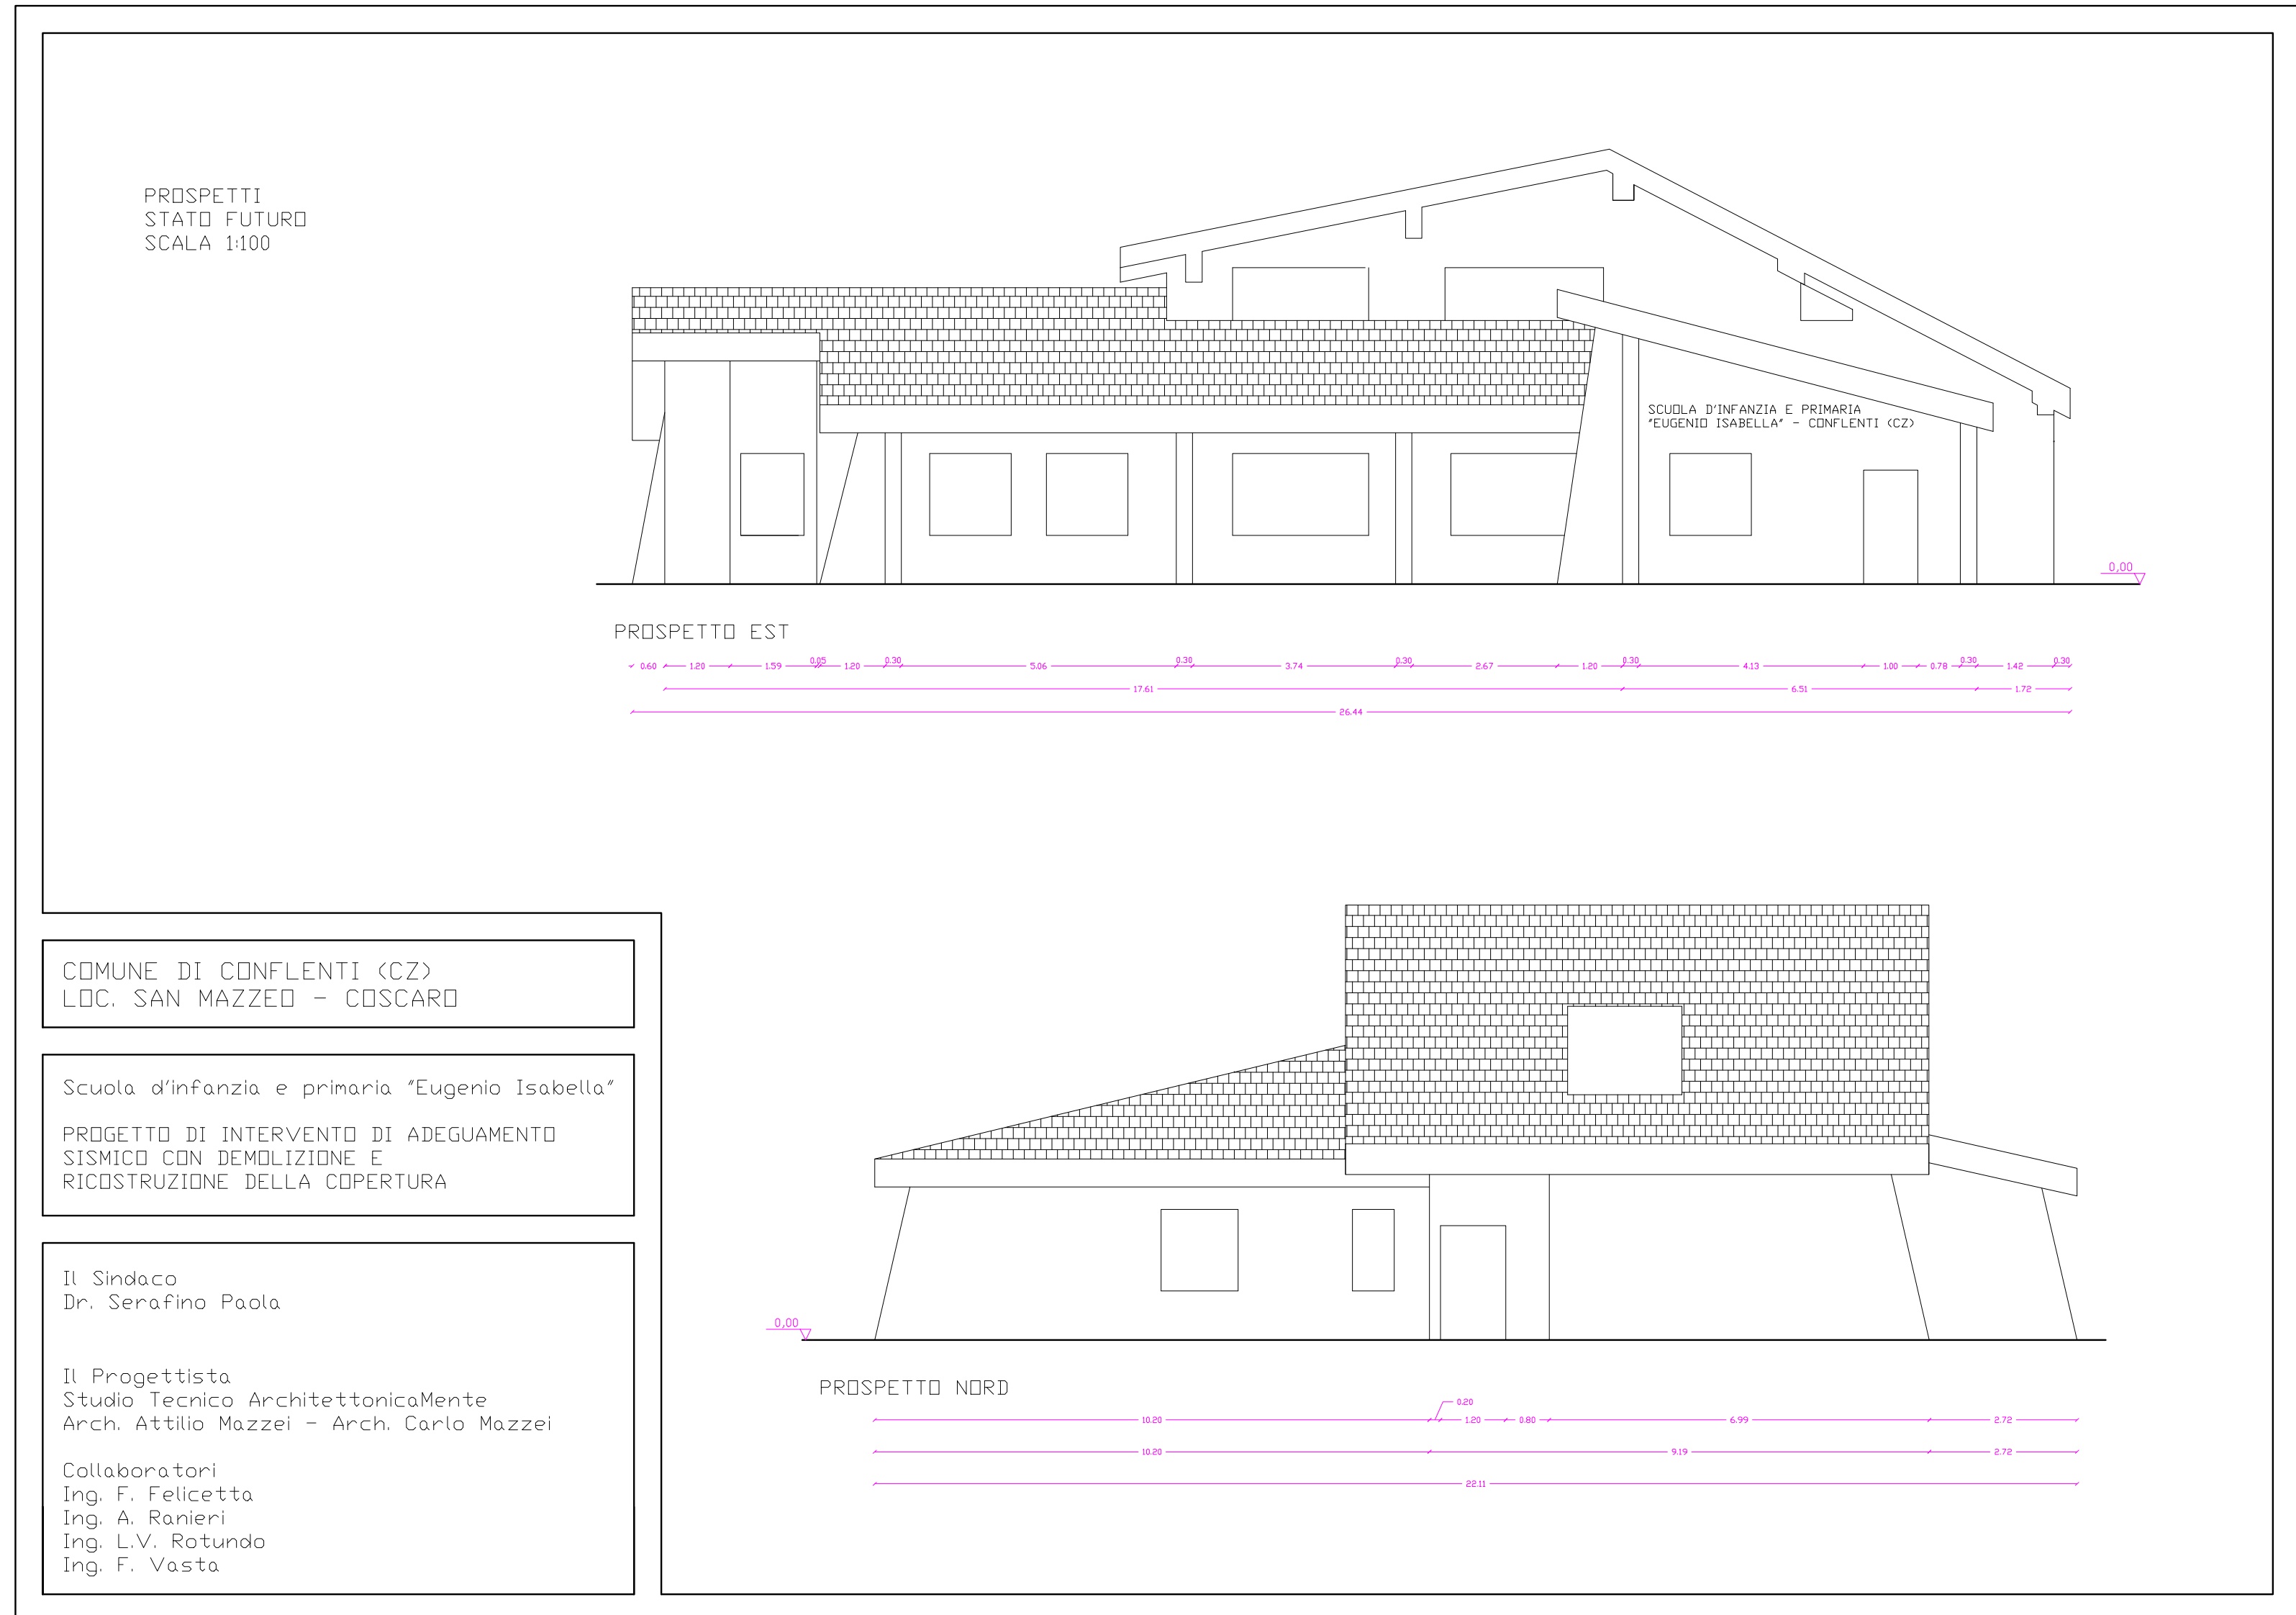 PROSPETTI
STATO FUTURO
SCALA 1:100
SCUOLA D'INFANZIA E PRIMARIA
"EUGENIO ISABELLA" - CONFLENTI (CZ)
0,00
PROSPETTO EST
0.60 1.20 1.59 0.05 1.20 0.30 5.06 0.30 3.74 0.30 2.67 1.20 0.30 4.13 1.00 0.78 0.30 1.42 0.30
17.61 6.51 1.72
26.44
COMUNE DI CONFLENTI (CZ)
LOC. SAN MAZZEO - COSCARO
Scuola d'infanzia e primaria "Eugenio Isabella"
PROGETTO DI INTERVENTO DI ADEGUAMENTO
SISMICO CON DEMOLIZIONE E
RICOSTRUZIONE DELLA COPERTURA
Il Sindaco
Dr. Serafino Paola
Il Progettista
Studio Tecnico ArchitettonicaMente
Arch. Attilio Mazzei - Arch. Carlo Mazzei
Collaboratori
Ing. F. Felicetta
Ing. A. Ranieri
Ing. L.V. Rotundo
Ing. F. Vasta
0,00
PROSPETTO NORD
0.20
10.20 1.20 0.80 6.99 2.72
10.20 9.19 2.72
22.11